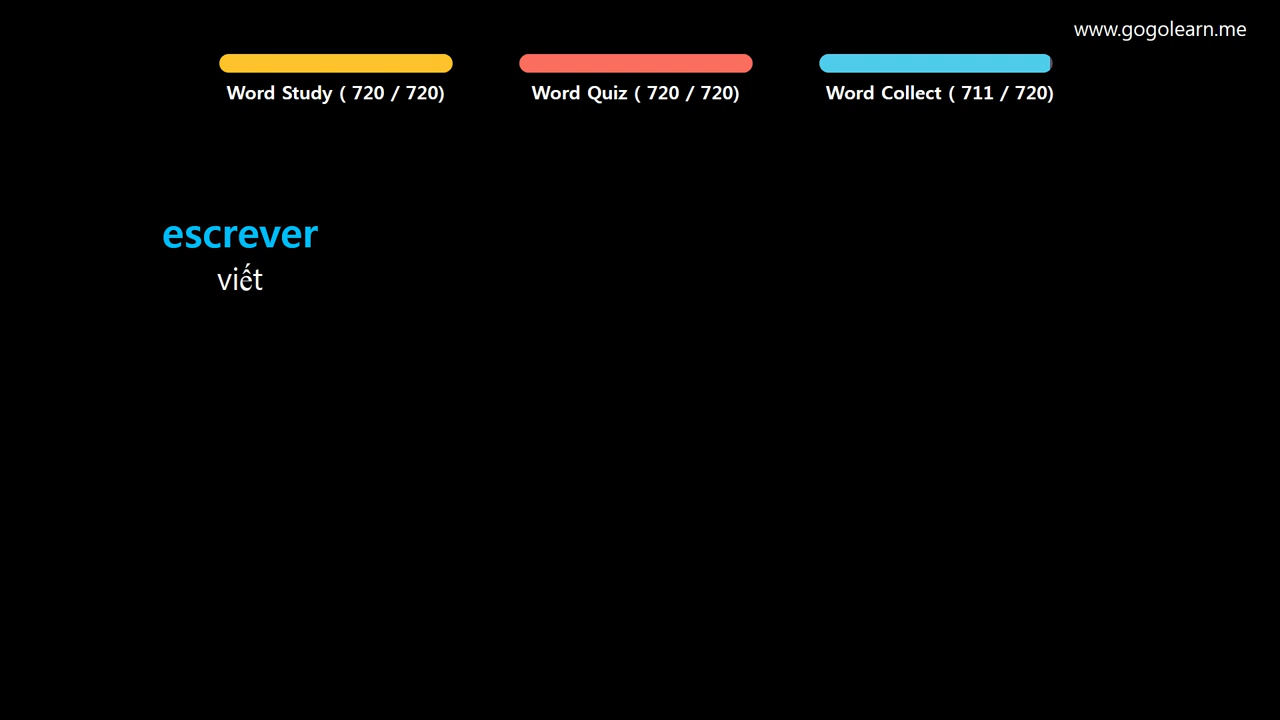 www.gogolearn.me
Word Study ( 720 / 720)
Word Quiz ( 720 / 720)
Word Collect ( 711 / 720)
escrever
viết